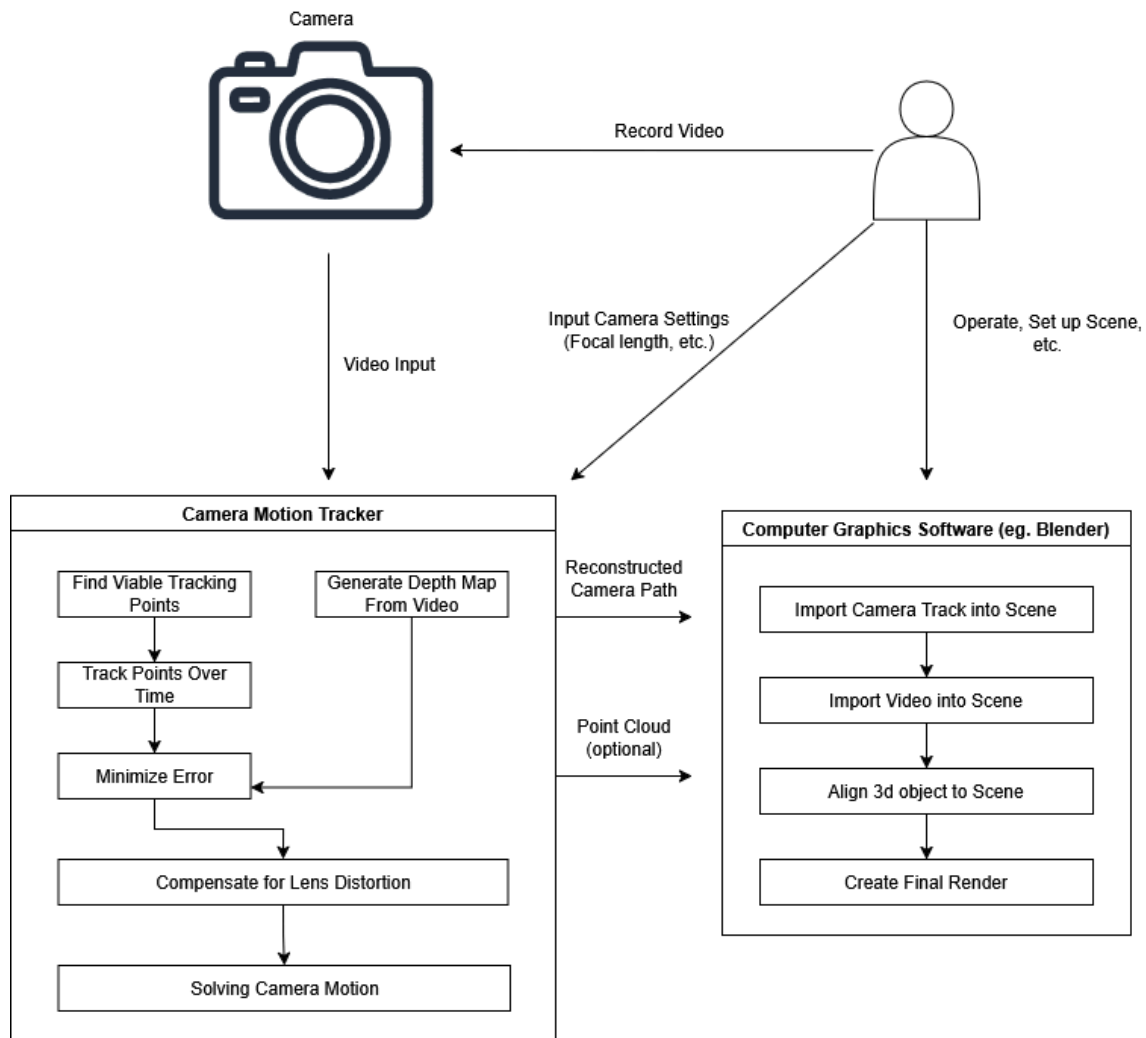 Camera
Record Video
Input Camera Settings
(Focal length, etc.)
Operate, Set up Scene,
etc.
Video Input
Camera Motion Tracker
Find Viable Tracking
Points
Generate Depth Map
From Video
Track Points Over
Time
Minimize Error
Compensate for Lens Distortion
Solving Camera Motion
Reconstructed
Camera Path
Point Cloud
(optional)
Computer Graphics Software (eg. Blender)
Import Camera Track into Scene
Import Video into Scene
Align 3d object to Scene
Create Final Render